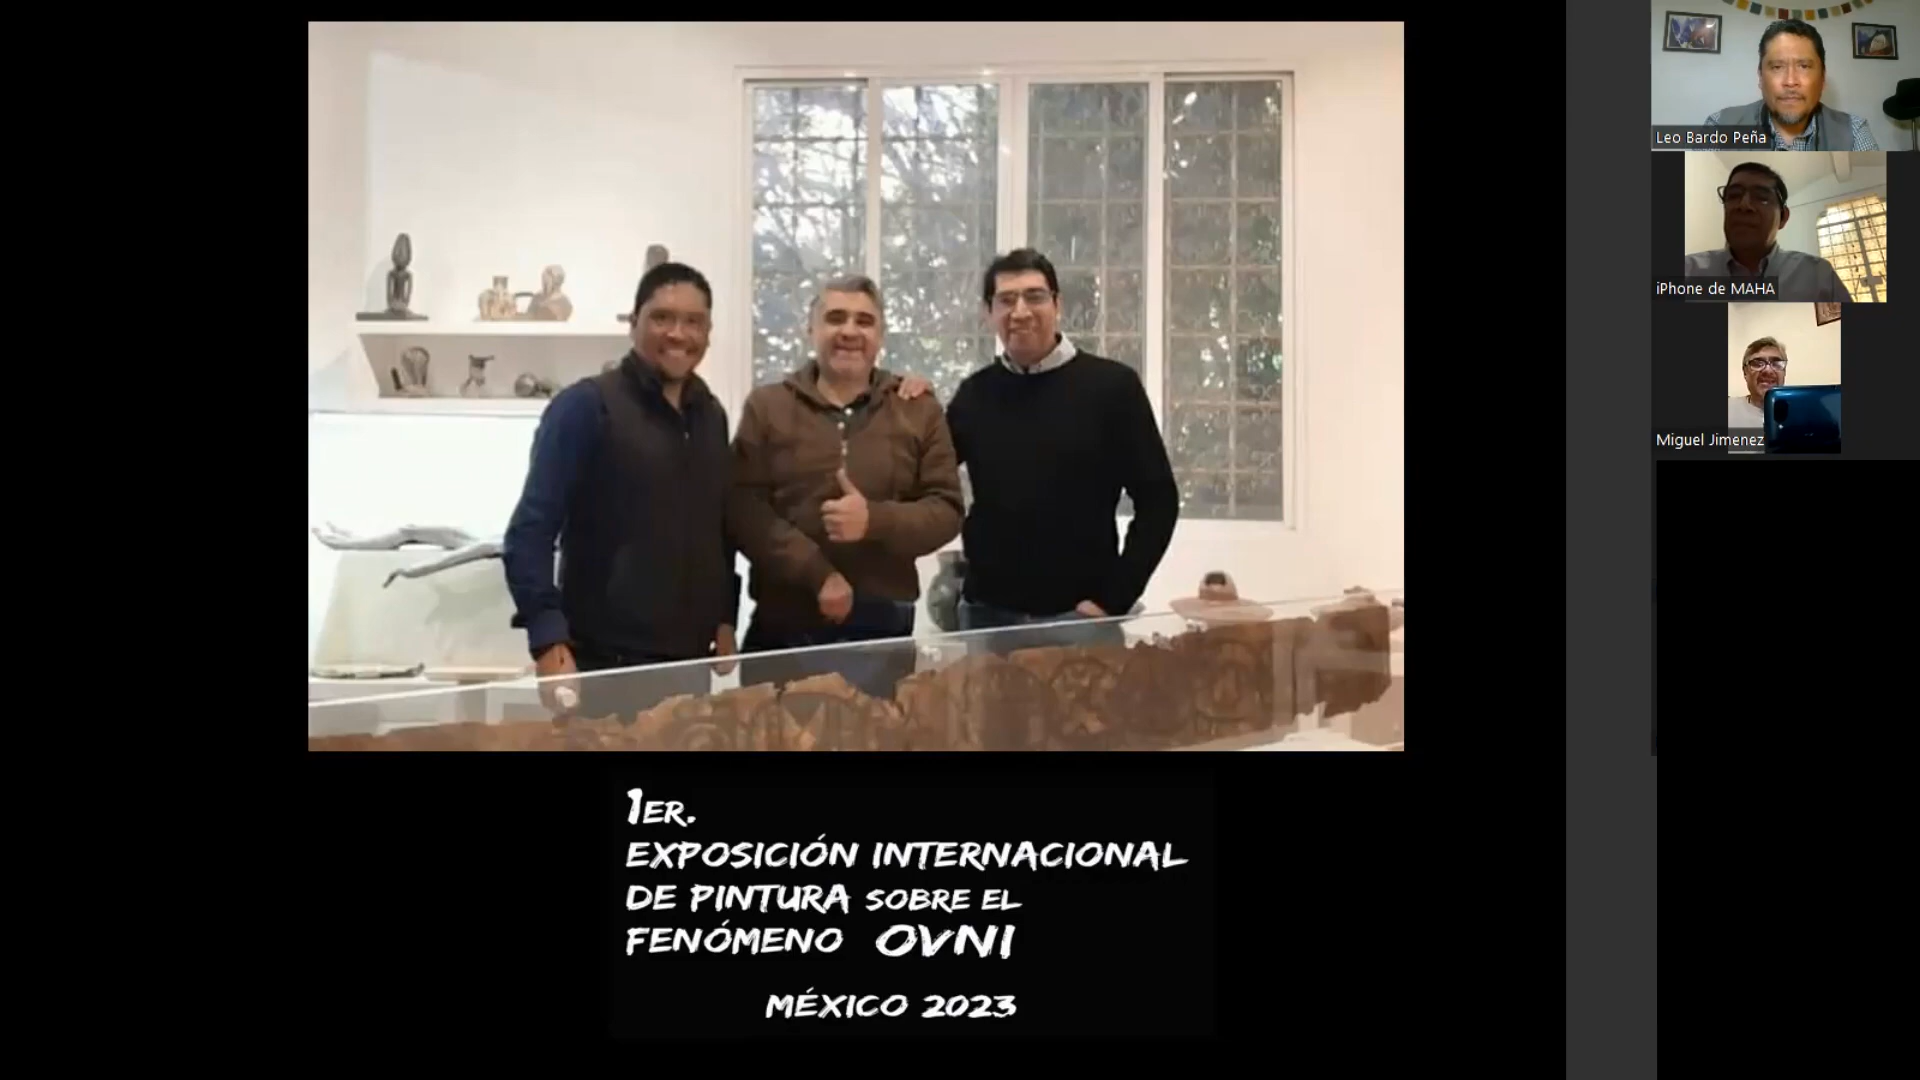 1ER.
EXPOSICIÓN INTERNACIONAL
DE PINTURA SOBRE EL
FENÓMENO OVNI
MÉXICO 2023
Leo Bardo Peña
iPhone de MAHA
Miguel Jimenez